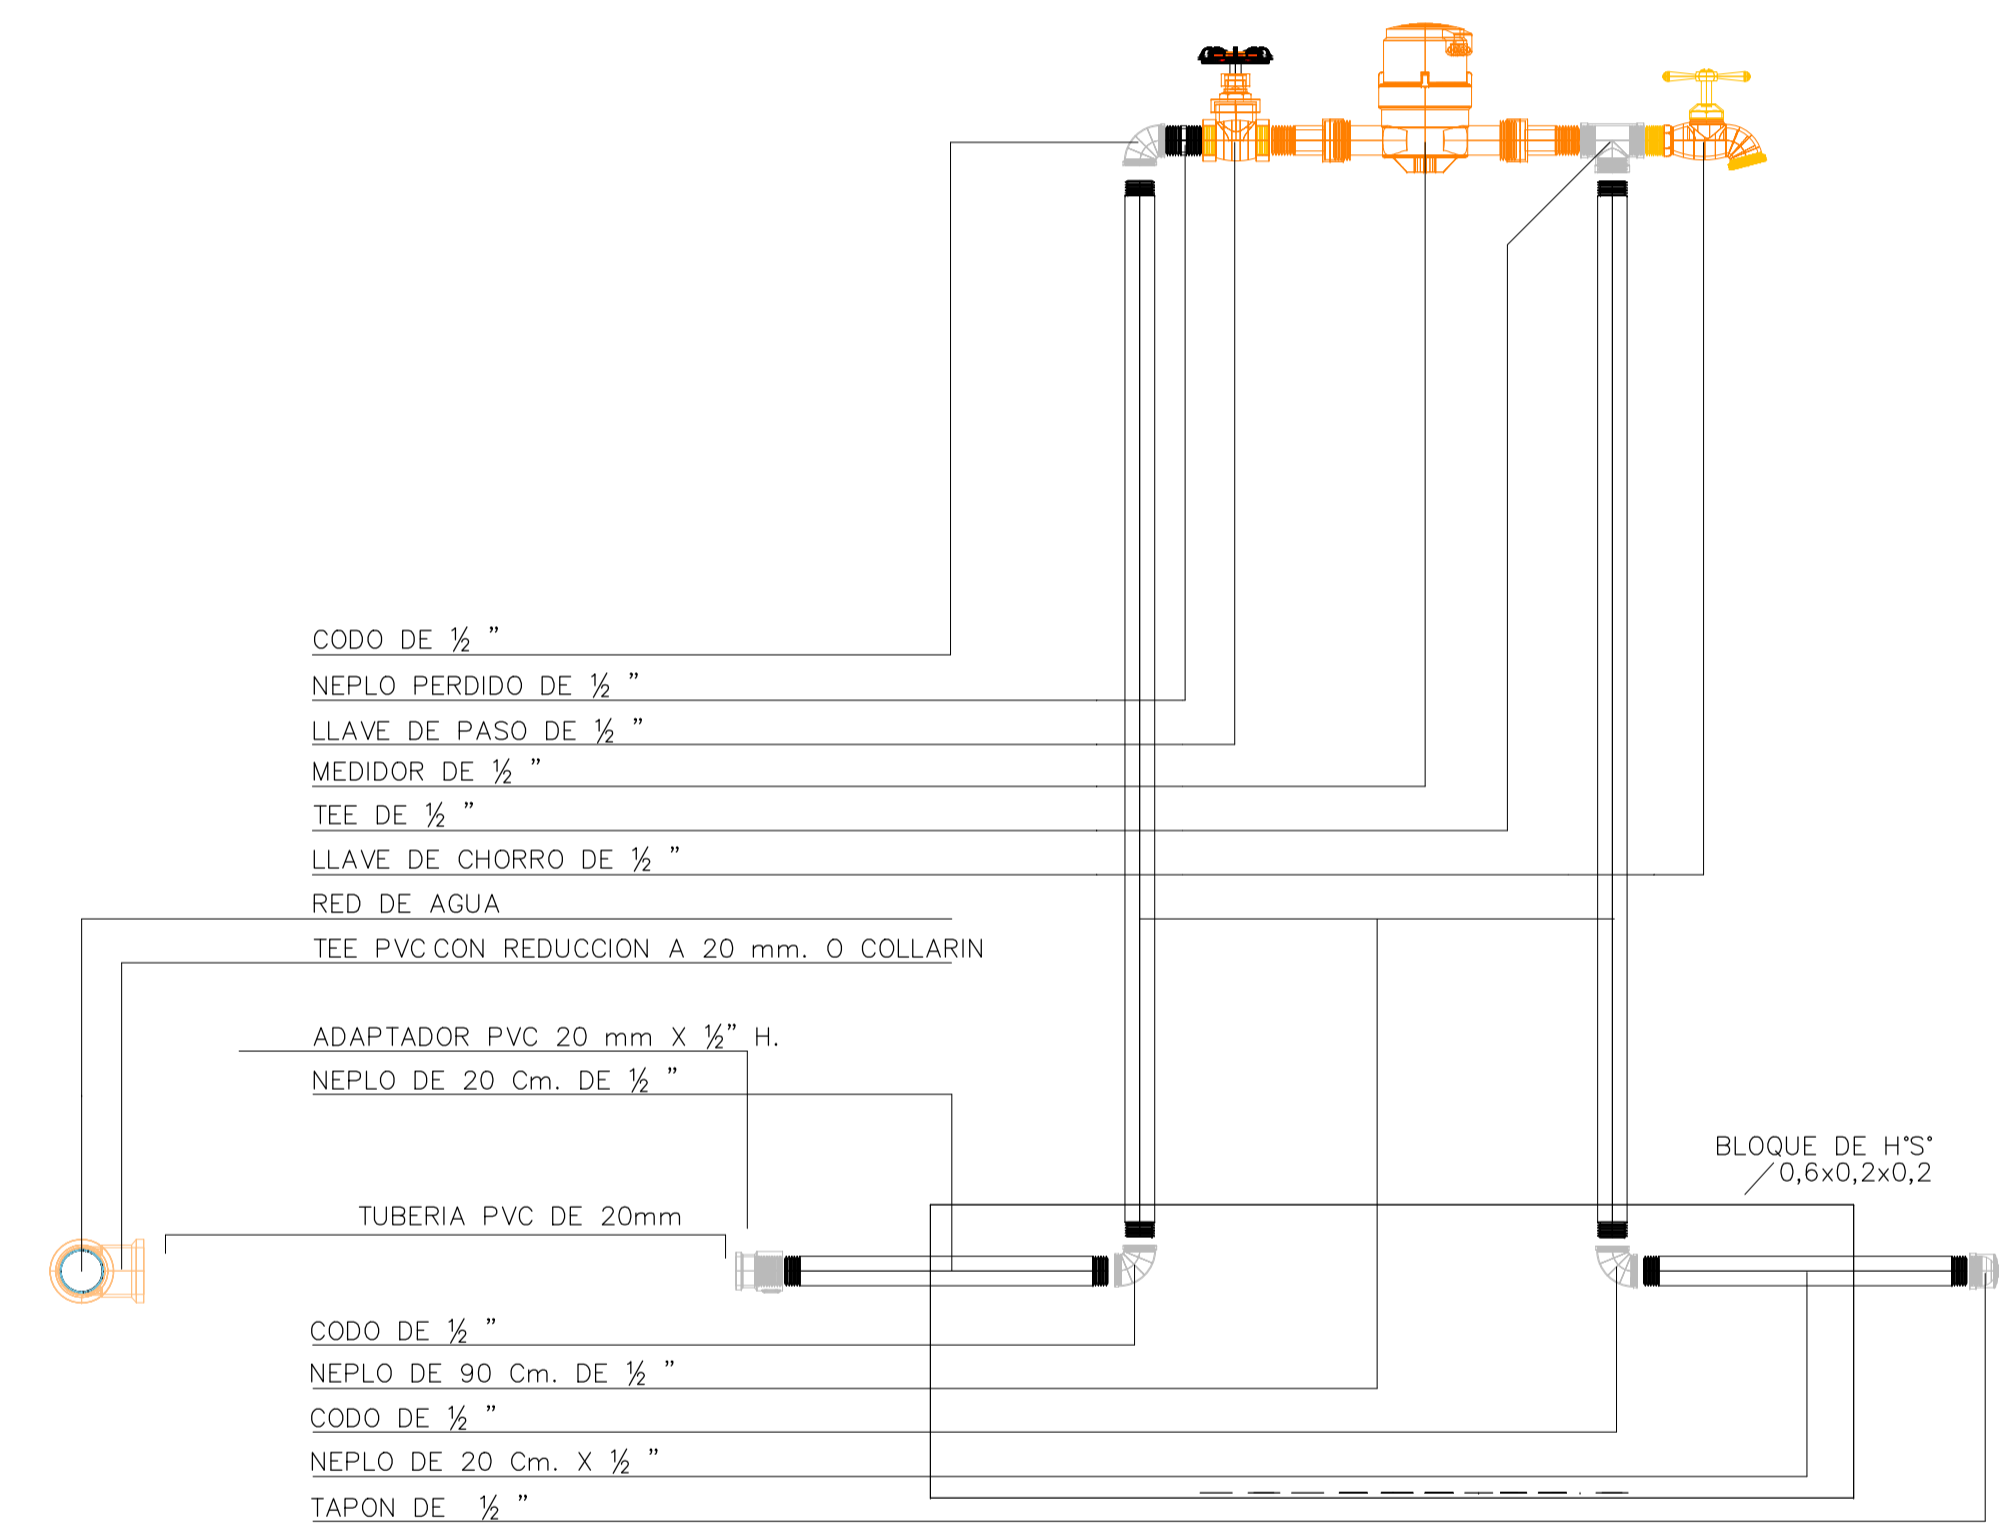 CODO DE ½ ”
NEPLO PERDIDO DE ½ ”
LLAVE DE PASO DE ½ ”
MEDIDOR DE ½ ”
TEE DE ½ ”
LLAVE DE CHORRO DE ½ ”
RED DE AGUA
TEE PVC CON REDUCCION A 20 mm. O COLLARIN
ADAPTADOR PVC 20 mm X ½” H.
NEPLO DE 20 Cm. DE ½ ”
BLOQUE DE H°S°
0,6x0,2x0,2
TUBERIA PVC DE 20mm
CODO DE ½ ”
NEPLO DE 90 Cm. DE ½ ”
CODO DE ½ ”
NEPLO DE 20 Cm. X ½ ”
TAPON DE ½ ”